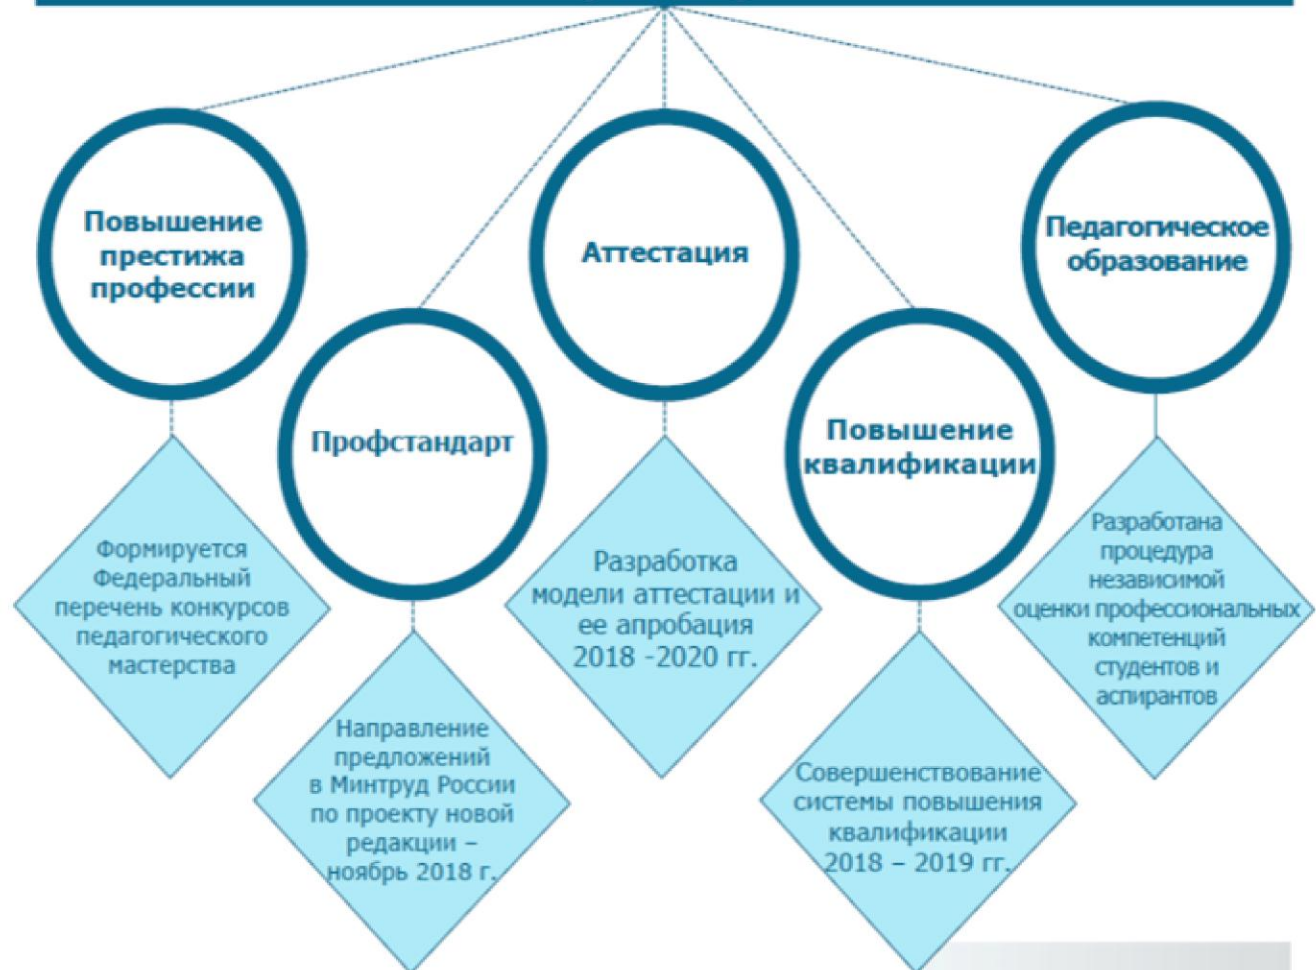 Повышение
престижа
профессии
Профстандарт
Аттестация
Повышение
квалификации
Педагогическое
образование
Формируется
Федеральный
перечень конкурсов
педагогического
мастерства
Направление
предложений
в Минтруд России
по проекту новой
редакции –
ноябрь 2018 г.
Разработка
модели аттестации и
ее апробация
2018 -2020 гг.
Совершенствование
системы повышения
квалификации
2018 – 2019 гг.
Разработана
процедура
независимой
оценки профессиональных
компетенций
студентов и
аспирантов